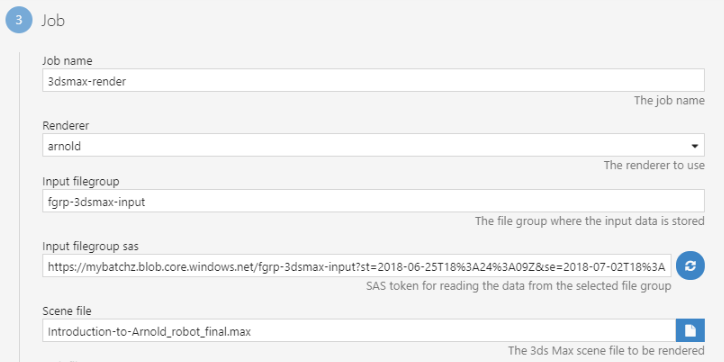 3 Job
Job name
3dsmax-render
The job name
Renderer
arnold
The renderer to use
Input filegroup
fgrp-3dsmax-input
The file group where the input data is stored
Input filegroup sas
https://mybatchz.blob.core.windows.net/fgrp-3dsmax-input?st=2018-06-25T18%3A24%3A09Z&se=2018-07-02T18%3A
SAS token for reading the data from the selected file group
Scene file
Introduction-to-Arnold_robot_final.max
The 3ds Max scene file to be rendered